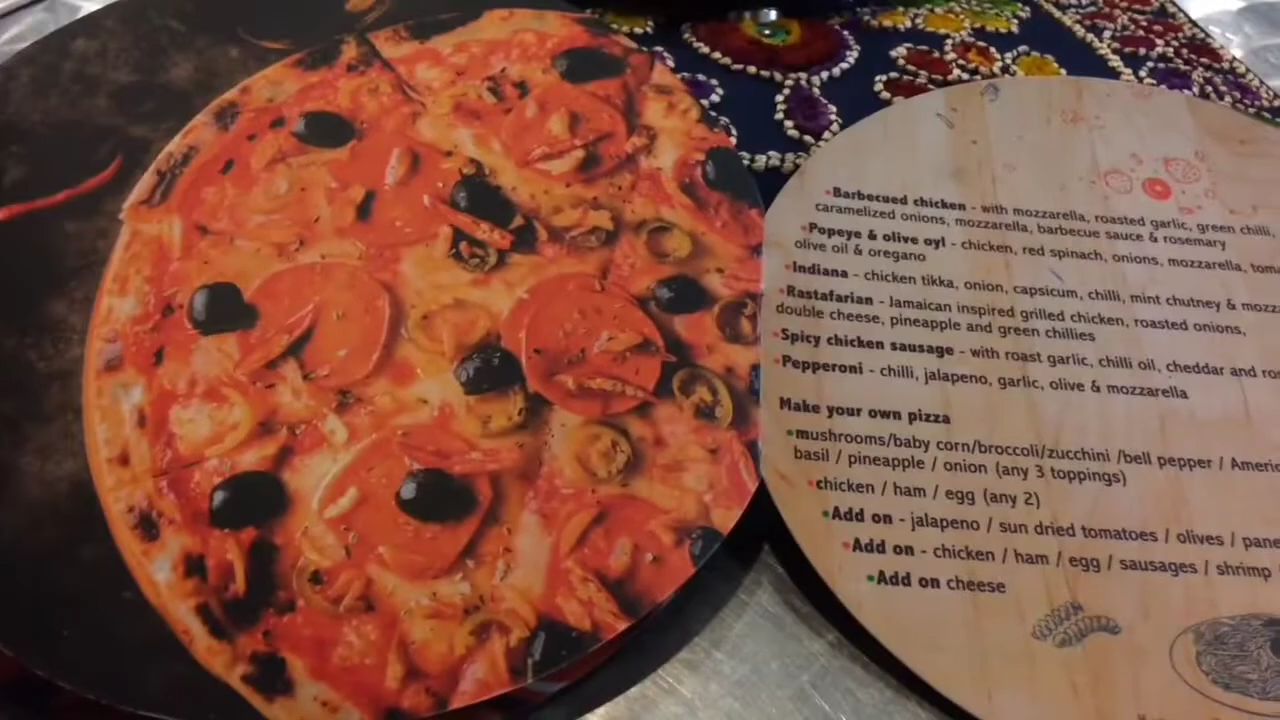 Barbecued chicken - with mozzarella, roasted garlic, green chilli,
caramelized onions, mozzarella, barbecue sauce & rosemary
Popeye & olive oyl - chicken, red spinach, onions, mozzarella,
olive oil & oregano
Indiana - chicken tikka, onion, capsicum, chilli, mint chutney &
Rastafarian - Jamaican inspired grilled chicken, roasted onions,
double cheese, pineapple and green chillies
Spicy chicken sausage - with roast garlic, chilli oil, cheddar and
Pepperoni - chilli, jalapeno, garlic, olive & mozzarella
Make your own pizza
mushrooms/baby corn/broccoli/zucchini /bell pepper /
basil / pineapple / onion (any 3 toppings)
chicken / ham / egg (any 2)
Add on - jalapeno / sun dried tomatoes / olives /
Add on - chicken / ham / egg / sausages / shrimp
Add on cheese